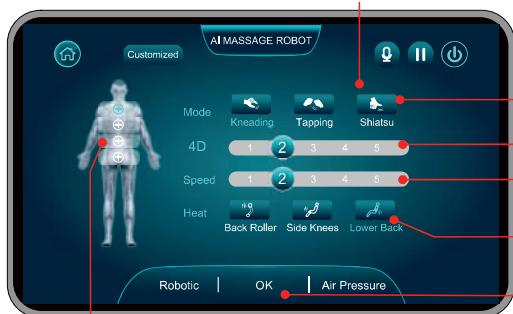 AI MASSAGE ROBOT
Customized
Mode
Kneading Tapping Shiatsu
4D 1 2 3 4 5
Speed 1 2 3 4 5
Heat
Back Roller Side Knees Lower Back
Robotic | OK | Air Pressure